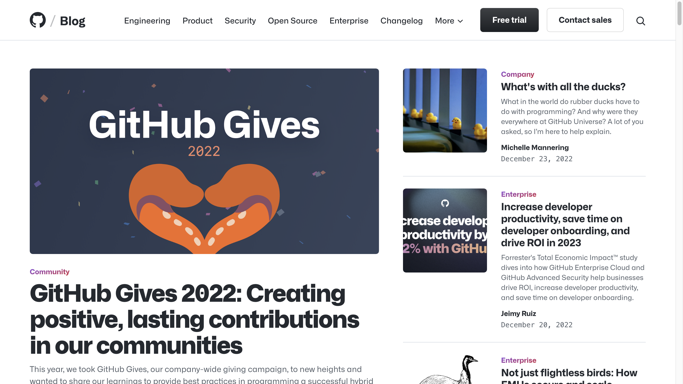 / Blog
Engineering Product Security Open Source Enterprise Changelog More
Free trial
Contact sales
GitHub Gives
2022
Community
GitHub Gives 2022: Creating
positive, lasting contributions
in our communities
This year, we took GitHub Gives, our company-wide giving campaign, to new heights and
wanted to share our learnings to provide best practices in programming a successful hybrid
Company
What's with all the ducks?
What in the world do rubber ducks have to
do with programming? And why were they
everywhere at GitHub Universe? A lot of you
asked, so I'm here to help explain.
Michelle Mannering
December 23, 2022
crease develop
productivity by
2% with GitH
Enterprise
Increase developer
productivity, save time on
developer onboarding, and
drive ROI in 2023
Forrester's Total Economic Impact™ study
dives into how GitHub Enterprise Cloud and
GitHub Advanced Security help businesses
drive ROI, increase developer productivity,
and save time on developer onboarding.
Jeimy Ruiz
December 20, 2022
Enterprise
Not just flightless birds: How